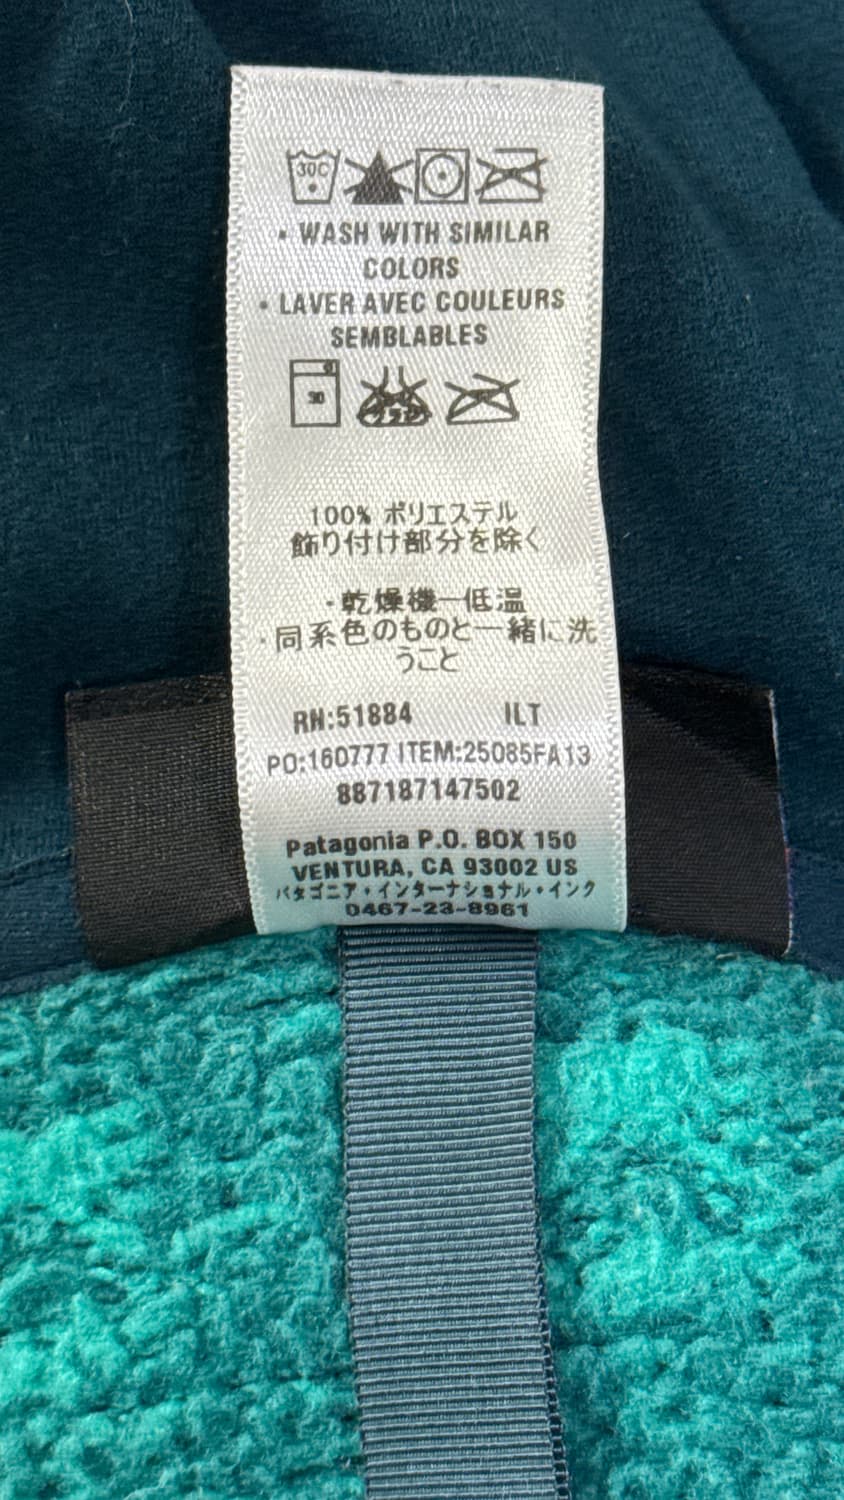 30C
• WASH WITH SIMILAR
COLORS
• LAVER AVEC COULEURS
SEMBLABLES
30
100% ポリエステル
飾り付け部分を除く
・乾燥機ー低温
・同系色のものと一緒に洗
うこと
RN:51884 ILT
PO:160777 ITEM:25085FA13
887187147502
Patagonia P.O. BOX 150
VENTURA, CA 93002 US
パタゴニア・インターナショナル・インク
0467-23-8961